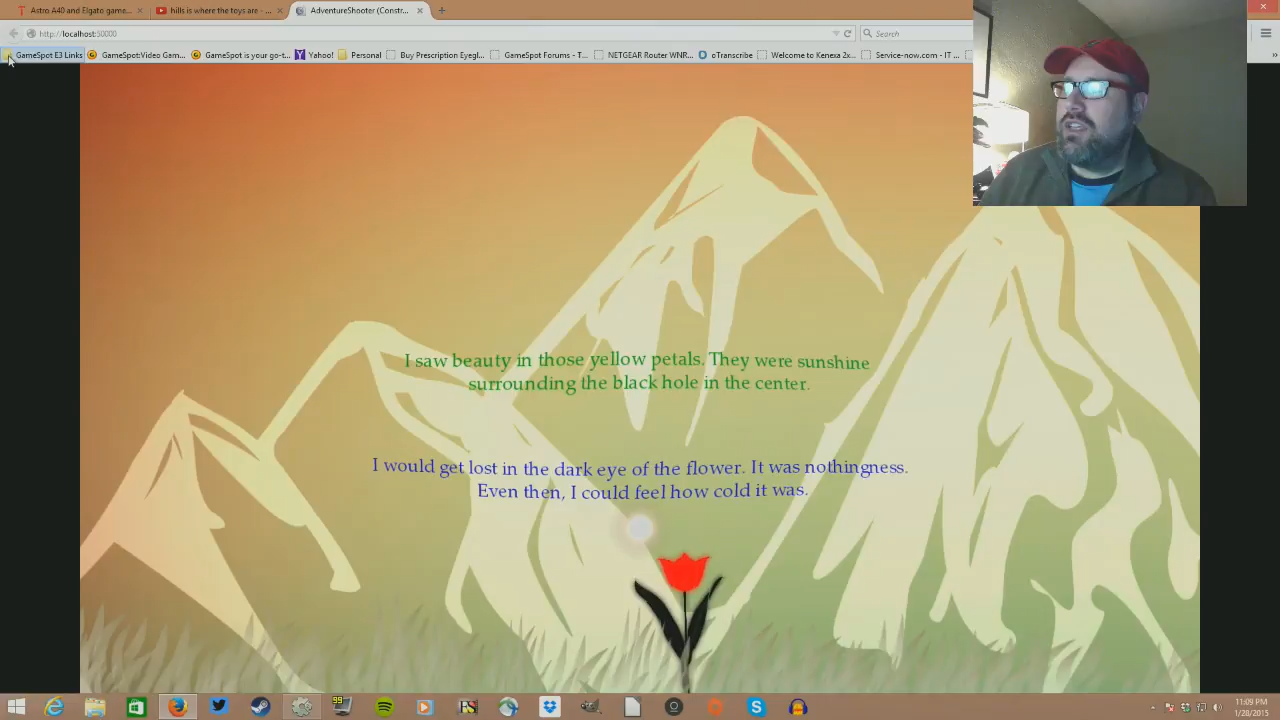 Astro A40 and Elgato game...
hills is where the toys are - ...
AdventureShooter (Constr...
http://localhost:50000
Search
GameSpot E3 Links
GameSpot:Video Gam...
GameSpot is your go-t...
Yahoo!
Personal
Buy Prescription Eyegl...
GameSpot Forums - T...
NETGEAR Router WNR...
oTranscribe
Welcome to Kenexa 2x...
Service-now.com - IT ...
I saw beauty in those yellow petals. They were sunshine
surrounding the black hole in the center.
I would get lost in the dark eye of the flower. It was nothingness.
Even then, I could feel how cold it was.
99
11:09 PM
1/28/2015